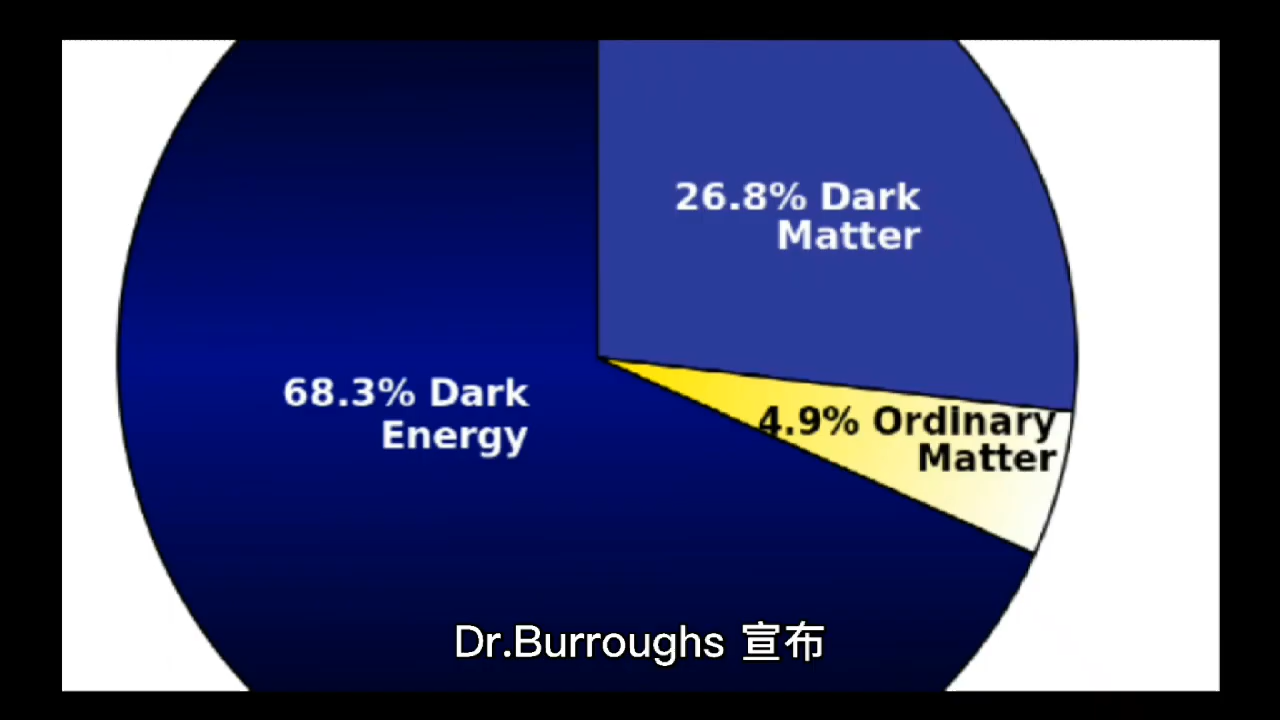 26.8% Dark
Matter
68.3% Dark
Energy
4.9% Ordinary
Matter
Dr.Burroughs 宣布